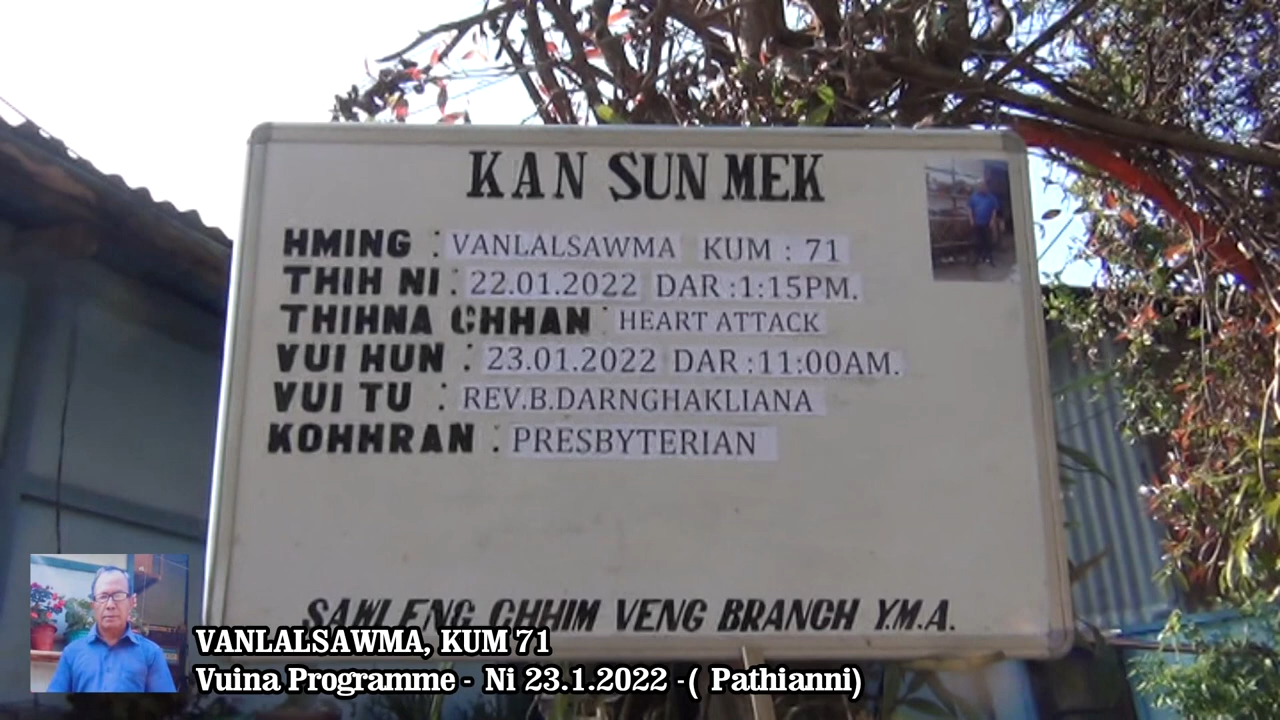 KAN SUN MEK
HMING : VANLALSAWMA KUM : 71
THIH NI : 22.01.2022 DAR :1:15PM.
THIHNA CHHAN : HEART ATTACK
VUI HUN : 23.01.2022 DAR :11:00AM.
VUI TU : REV.B.DARNGHAKLIANA
KOHHRAN : PRESBYTERIAN
SAWLENG CHHIM VENG BRANCH Y.M.A.
VANLALSAWMA, KUM 71
Vuina Programme - Ni 23.1.2022 -( Pathianni)